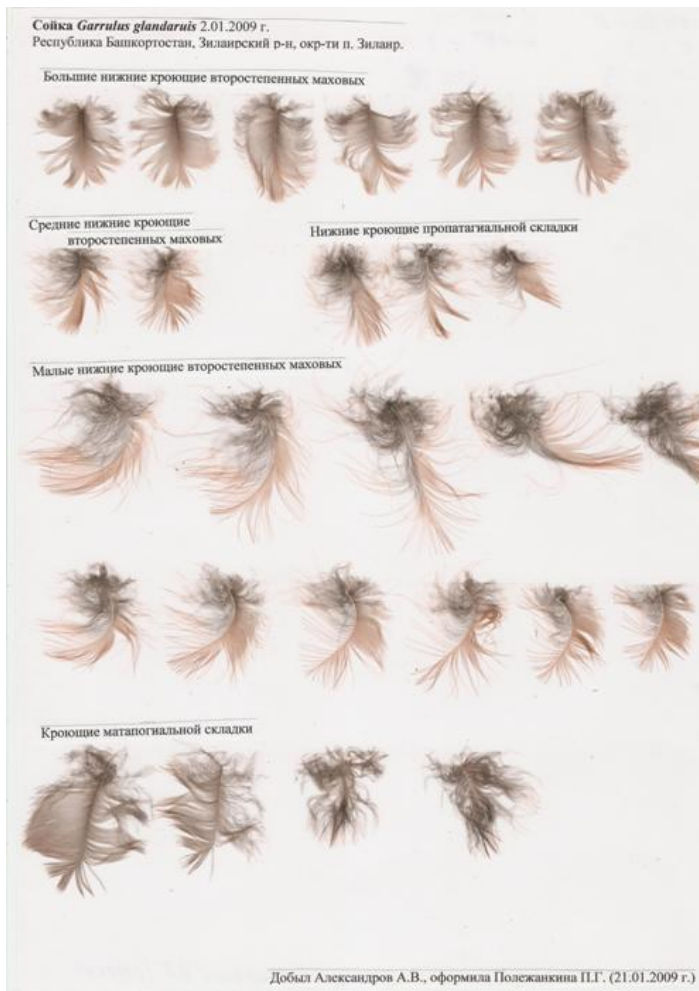 Сойка Garrulus glandaruis 2.01.2009 г.
Республика Башкортостан, Зилаирский р-н, окр-ти п. Зилаир.
Большие нижние кроющие второстепенных маховых
Средние нижние кроющие
второстепенных маховых
Нижние кроющие пропатагиальной складки
Малые нижние кроющие второстепенных маховых
Кроющие матапогиальной складки
Добыл Александров А.В., оформила Полежанкина П.Г. (21.01.2009 г.)